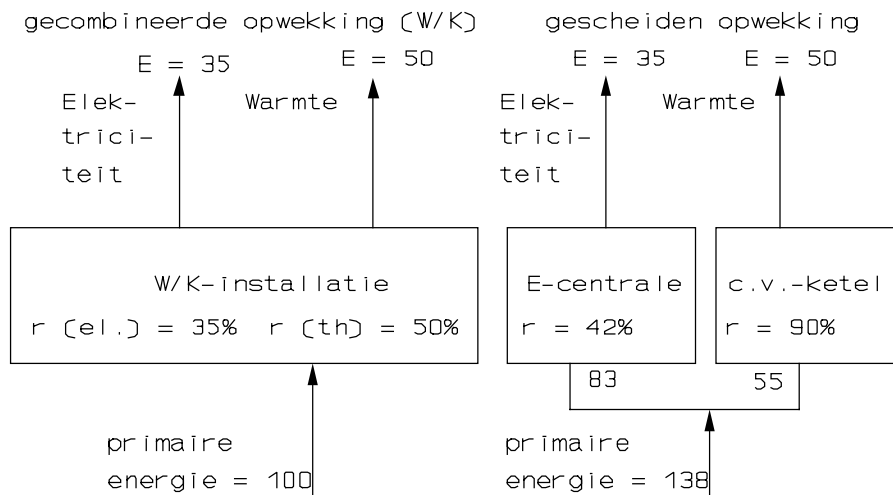 gecombineerde opwekking (W/K)
E = 35
E = 50
Elek-
trici-
teit
Warmte
W/K-installatie
r (el.) = 35%
r (th) = 50%
primaire
energie = 100
gescheiden opwekking
E = 35
E = 50
Elek-
trici-
teit
Warmte
E-centrale
r = 42%
c.v.-ketel
r = 90%
83
55
primaire
energie = 138